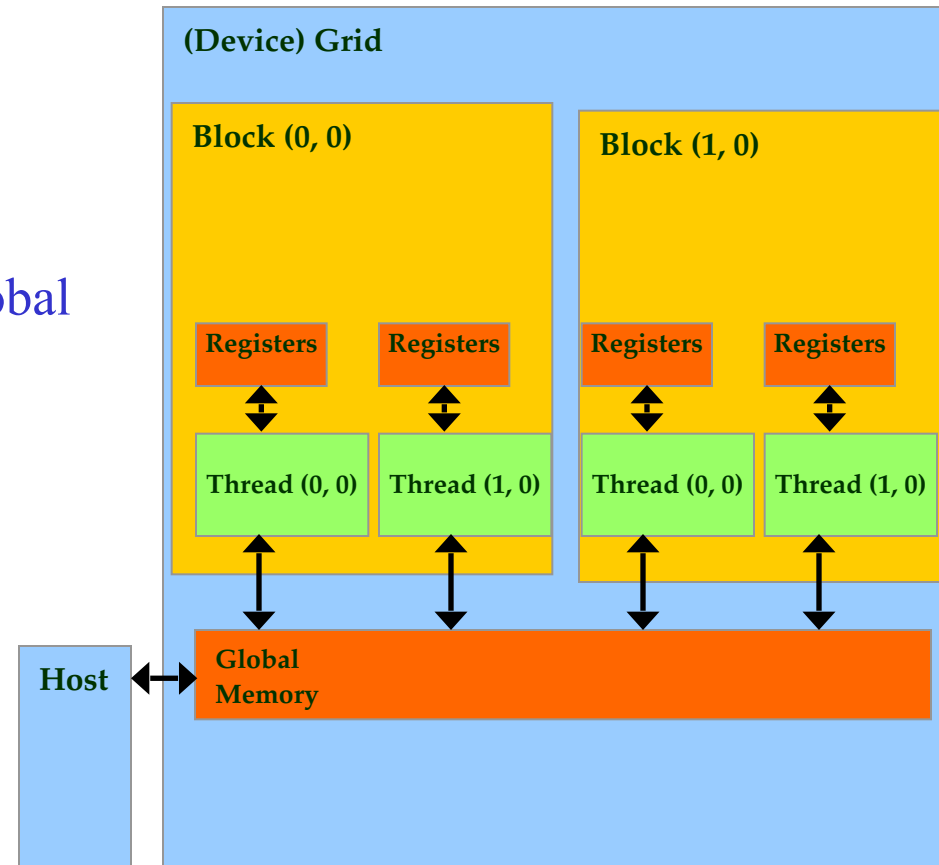 (Device) Grid
Block (0, 0)
Block (1, 0)
obal
Registers
Registers
Registers
Registers
Thread (0, 0)
Thread (1, 0)
Thread (0, 0)
Thread (1, 0)
Global
Memory
Host